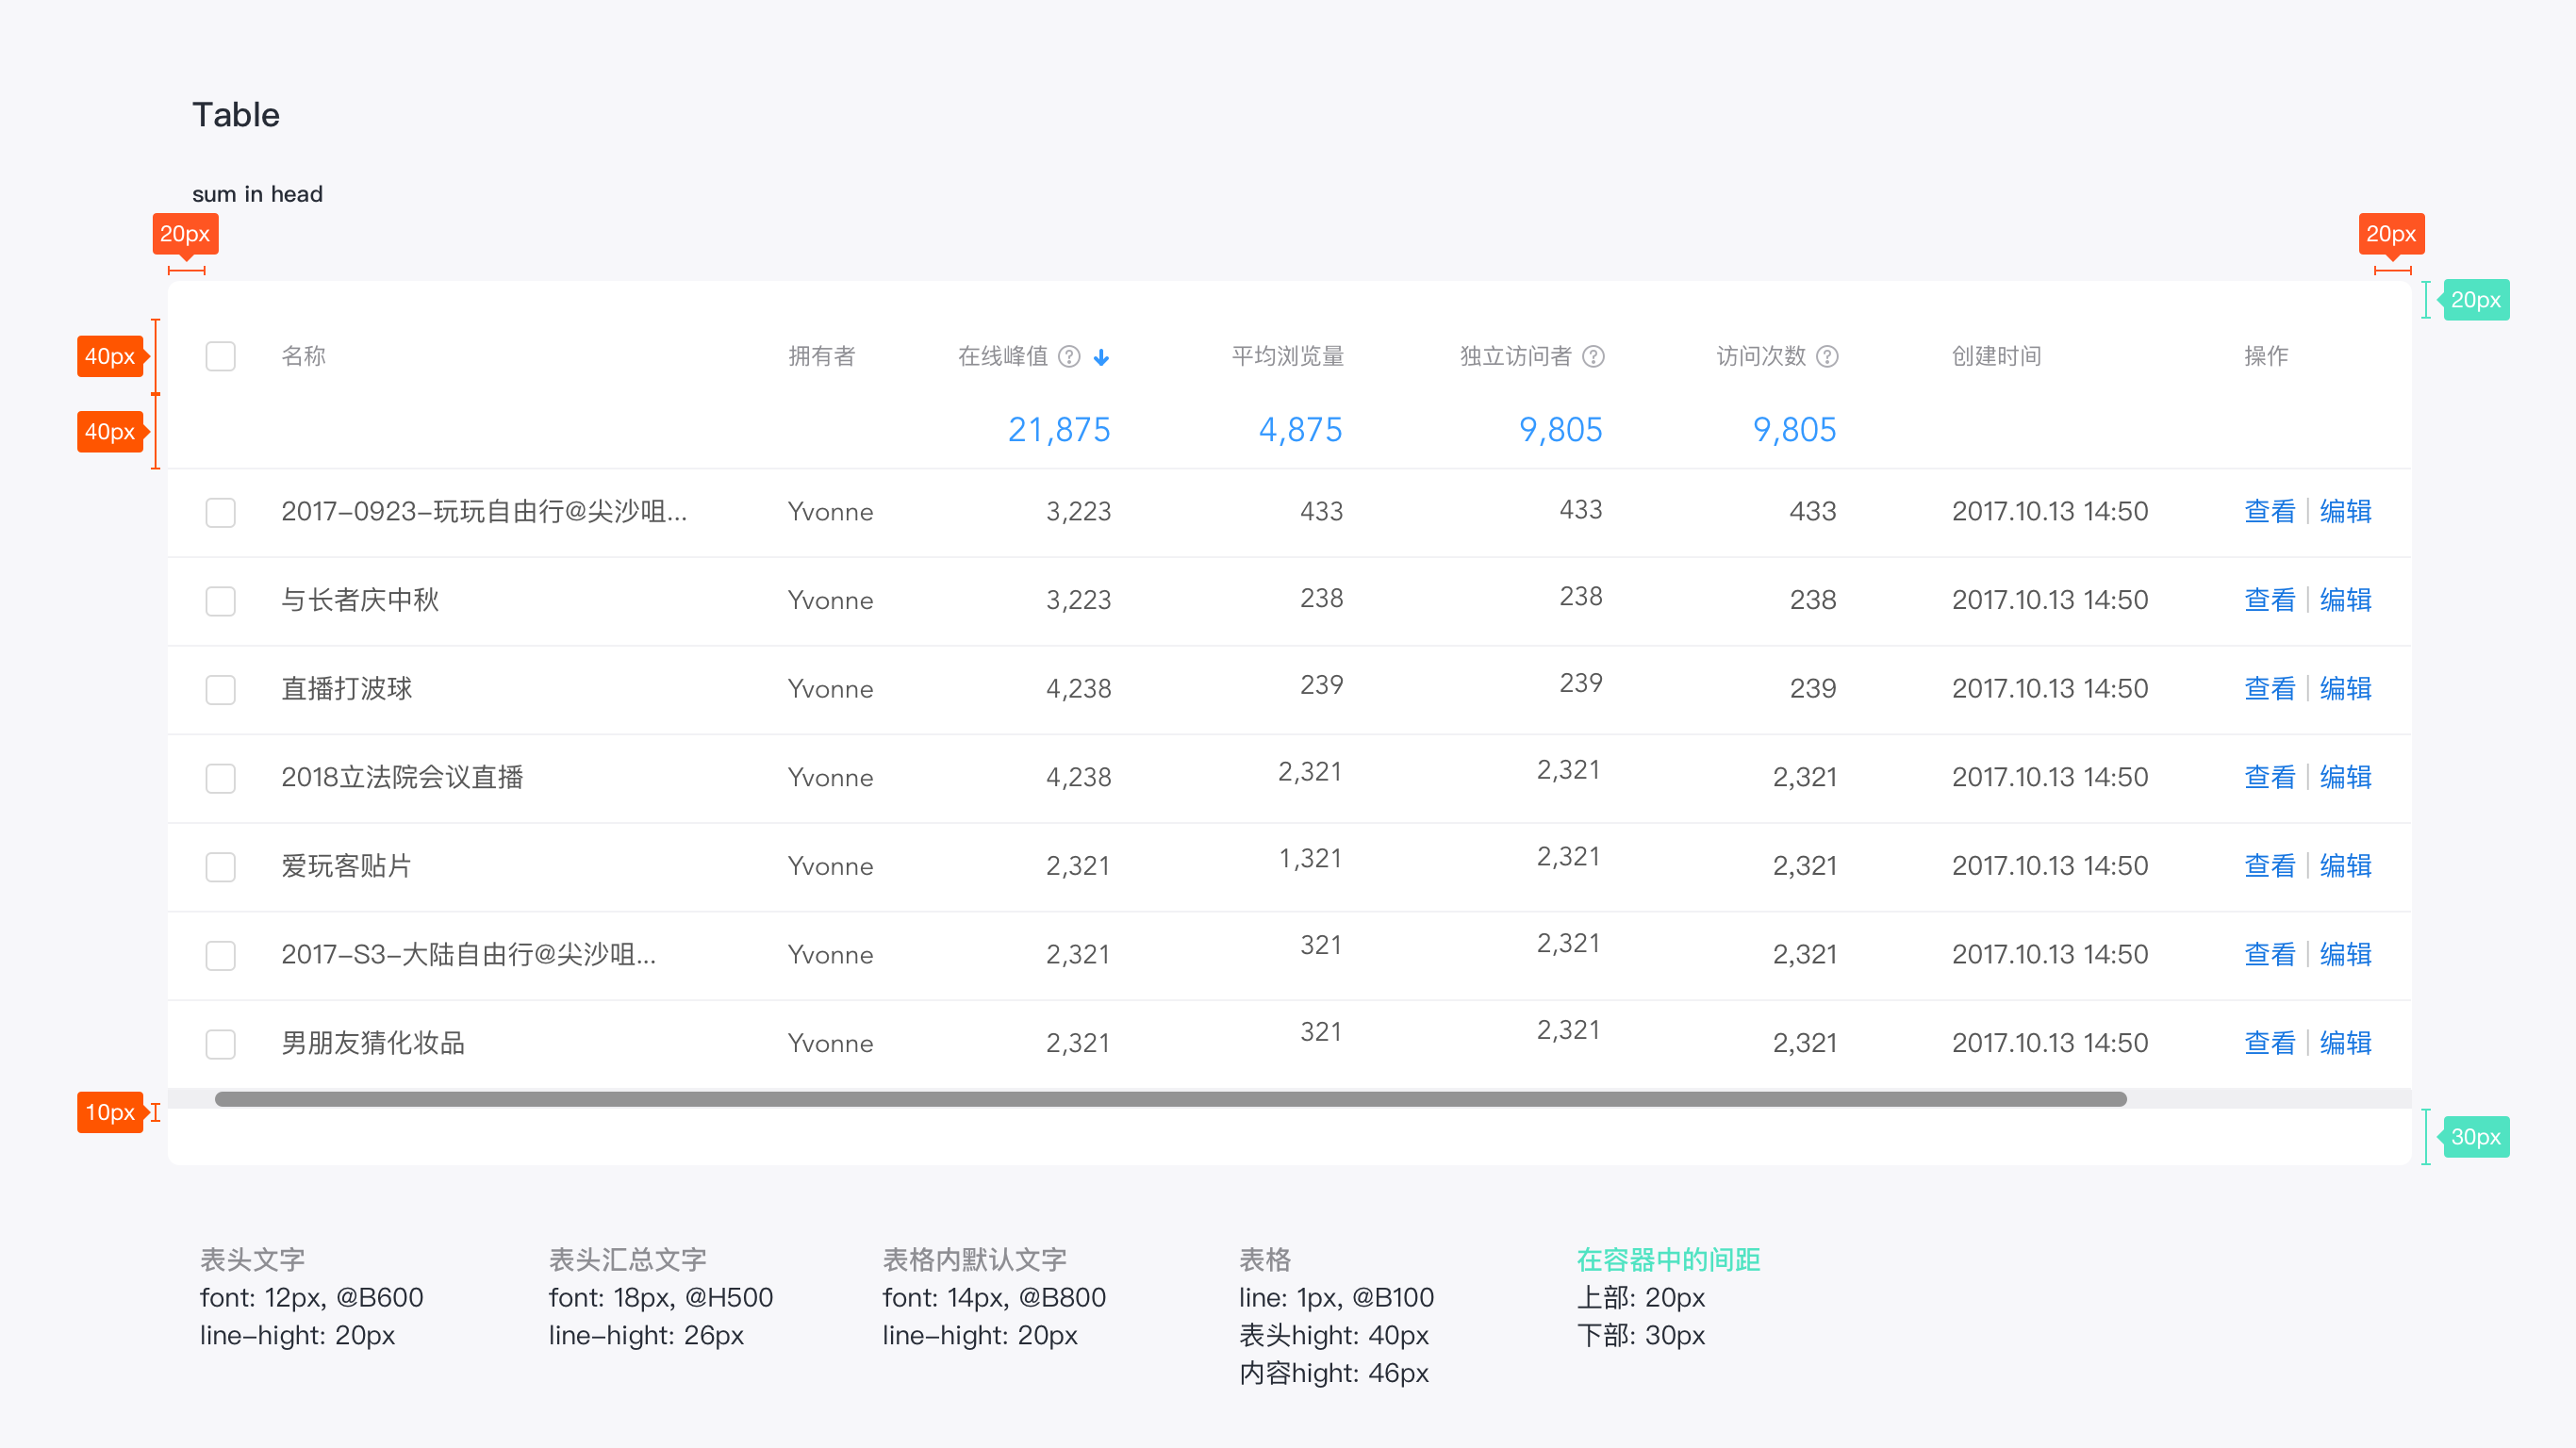 Table
sum in head
20px
20px
20px
40px
名称 拥有者 在线峰值 ? 平均浏览量 独立访问者 ? 访问次数 ? 创建时间 操作
40px
21,875 4,875 9,805 9,805
2017-0923-玩玩自由行@尖沙咀... Yvonne 3,223 433 433 433 2017.10.13 14:50 查看 | 编辑
与长者庆中秋 Yvonne 3,223 238 238 238 2017.10.13 14:50 查看 | 编辑
直播打波球 Yvonne 4,238 239 239 239 2017.10.13 14:50 查看 | 编辑
2018立法院会议直播 Yvonne 4,238 2,321 2,321 2,321 2017.10.13 14:50 查看 | 编辑
爱玩客贴片 Yvonne 2,321 1,321 2,321 2,321 2017.10.13 14:50 查看 | 编辑
2017-S3-大陆自由行@尖沙咀... Yvonne 2,321 321 2,321 2,321 2017.10.13 14:50 查看 | 编辑
男朋友猜化妆品 Yvonne 2,321 321 2,321 2,321 2017.10.13 14:50 查看 | 编辑
10px
30px
表头文字
font: 12px, @B600
line-hight: 20px
表头汇总文字
font: 18px, @H500
line-hight: 26px
表格内默认文字
font: 14px, @B800
line-hight: 20px
表格
line: 1px, @B100
表头hight: 40px
内容hight: 46px
在容器中的间距
上部: 20px
下部: 30px